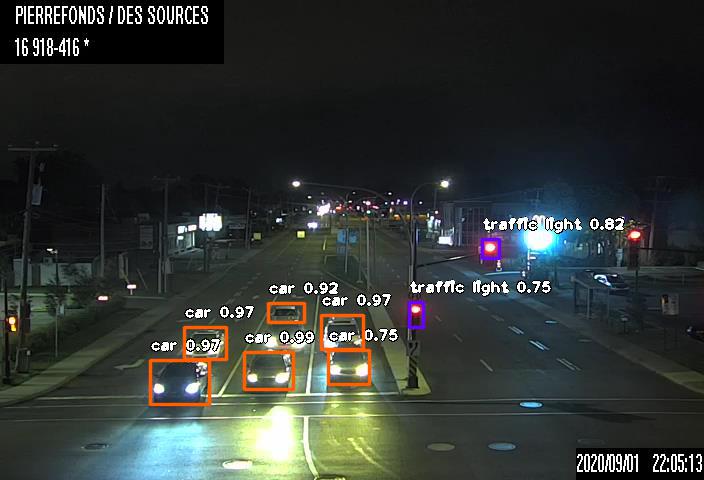 PIERREFONDS / DES SOURCES
16 918-416 *
traffic light 0.82
traffic light 0.75
car 0.92
car 0.97
car 0.97
car 0.99
car 0.75
car 0.97
2020/09/01 22:05:13